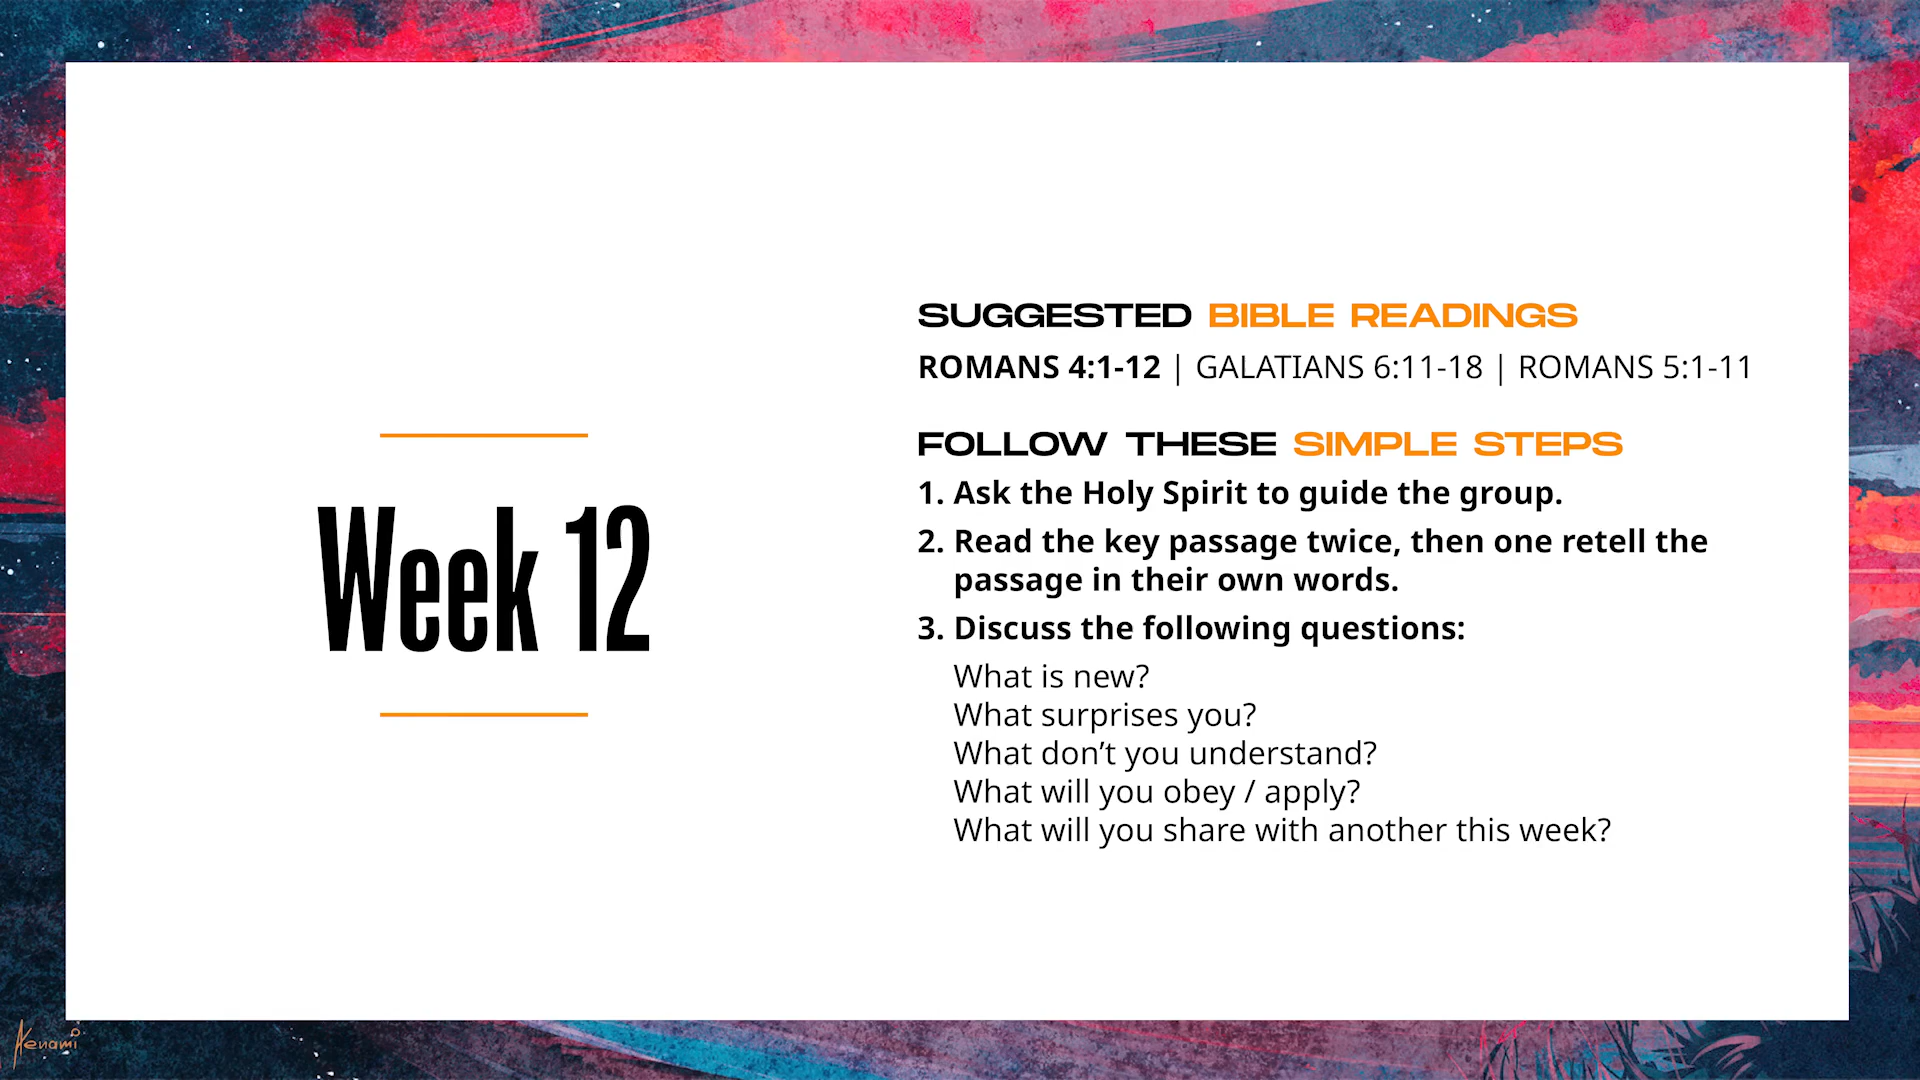 Week 12
SUGGESTED BIBLE READINGS
ROMANS 4:1-12 | GALATIANS 6:11-18 | ROMANS 5:1-11
FOLLOW THESE SIMPLE STEPS
1. Ask the Holy Spirit to guide the group.
2. Read the key passage twice, then one retell the
passage in their own words.
3. Discuss the following questions:
What is new?
What surprises you?
What don’t you understand?
What will you obey / apply?
What will you share with another this week?
Kenami